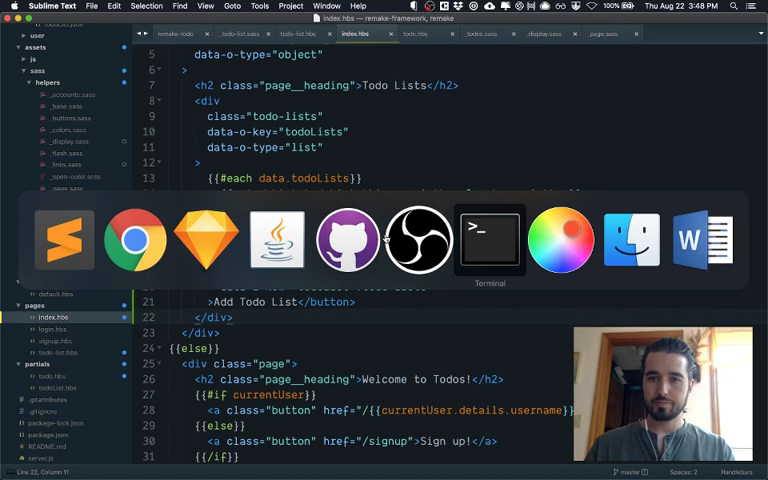 Sublime Text File Edit Selection Find View Goto Tools Project Window Help 100% Thu Aug 22 3:48 PM
index.hbs — remake-framework, remake
remake-todo _todo-list.sass todo-list.hbs index.hbs todo.hbs _todos.sass _display.sass _page.sass
user
assets
js
sass
helpers
_accounts.sass
_base.sass
_buttons.sass
_colors.sass
_display.sass
_flash.sass
_links.sass
_open-color.scss
default.hbs
pages
index.hbs
login.hbs
signup.hbs
todo-list.hbs
partials
todo.hbs
todoList.hbs
.gitattributes
.gitignore
package-lock.json
package.json
README.md
server.js
5 data-o-type="object"
6 >
7 <h2 class="page__heading">Todo Lists</h2>
8 <div
9 class="todo-lists"
10 data-o-key="todoLists"
11 data-o-type="list"
12 >
13 {{#each data.todoLists}}
Terminal
21 >Add Todo List</button>
22 </div>
23 </div>
24 {{else}}
25 <div class="page">
26 <h2 class="page__heading">Welcome to Todos!</h2>
27 {{#if currentUser}}
28 <a class="button" href="/{{currentUser.details.username}}
29 {{else}}
30 <a class="button" href="/signup">Sign up!</a>
31 {{/if}}
Line 22, Column 11 master Spaces: 2